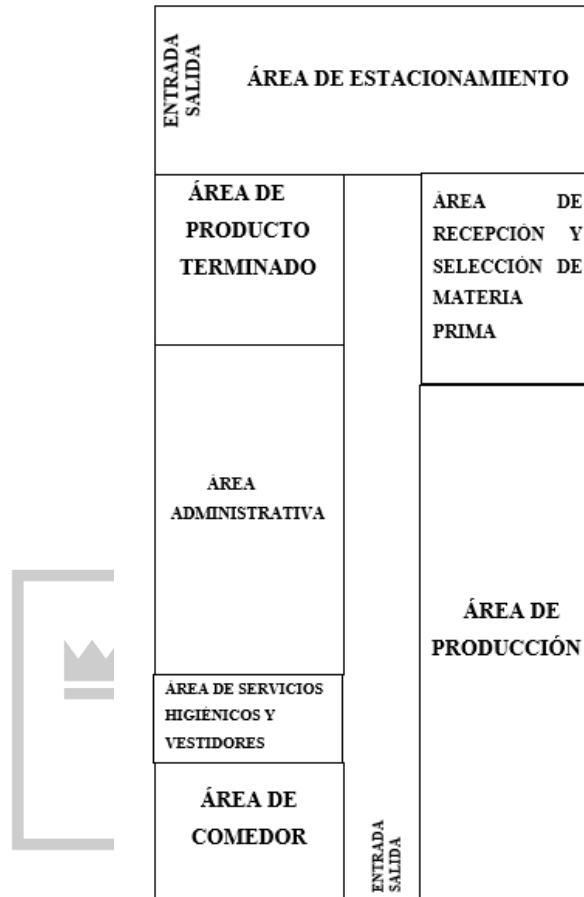 ENTRADA
SALIDA
ÁREA DE ESTACIONAMIENTO
ÁREA DE
PRODUCTO
TERMINADO
ÁREA DE
RECEPCIÓN Y
SELECCIÓN DE
MATERIA
PRIMA
ÁREA
ADMINISTRATIVA
ÁREA DE
PRODUCCIÓN
ÁREA DE SERVICIOS
HIGIÉNICOS Y
VESTIDORES
ÁREA DE
COMEDOR
ENTRADA
SALIDA